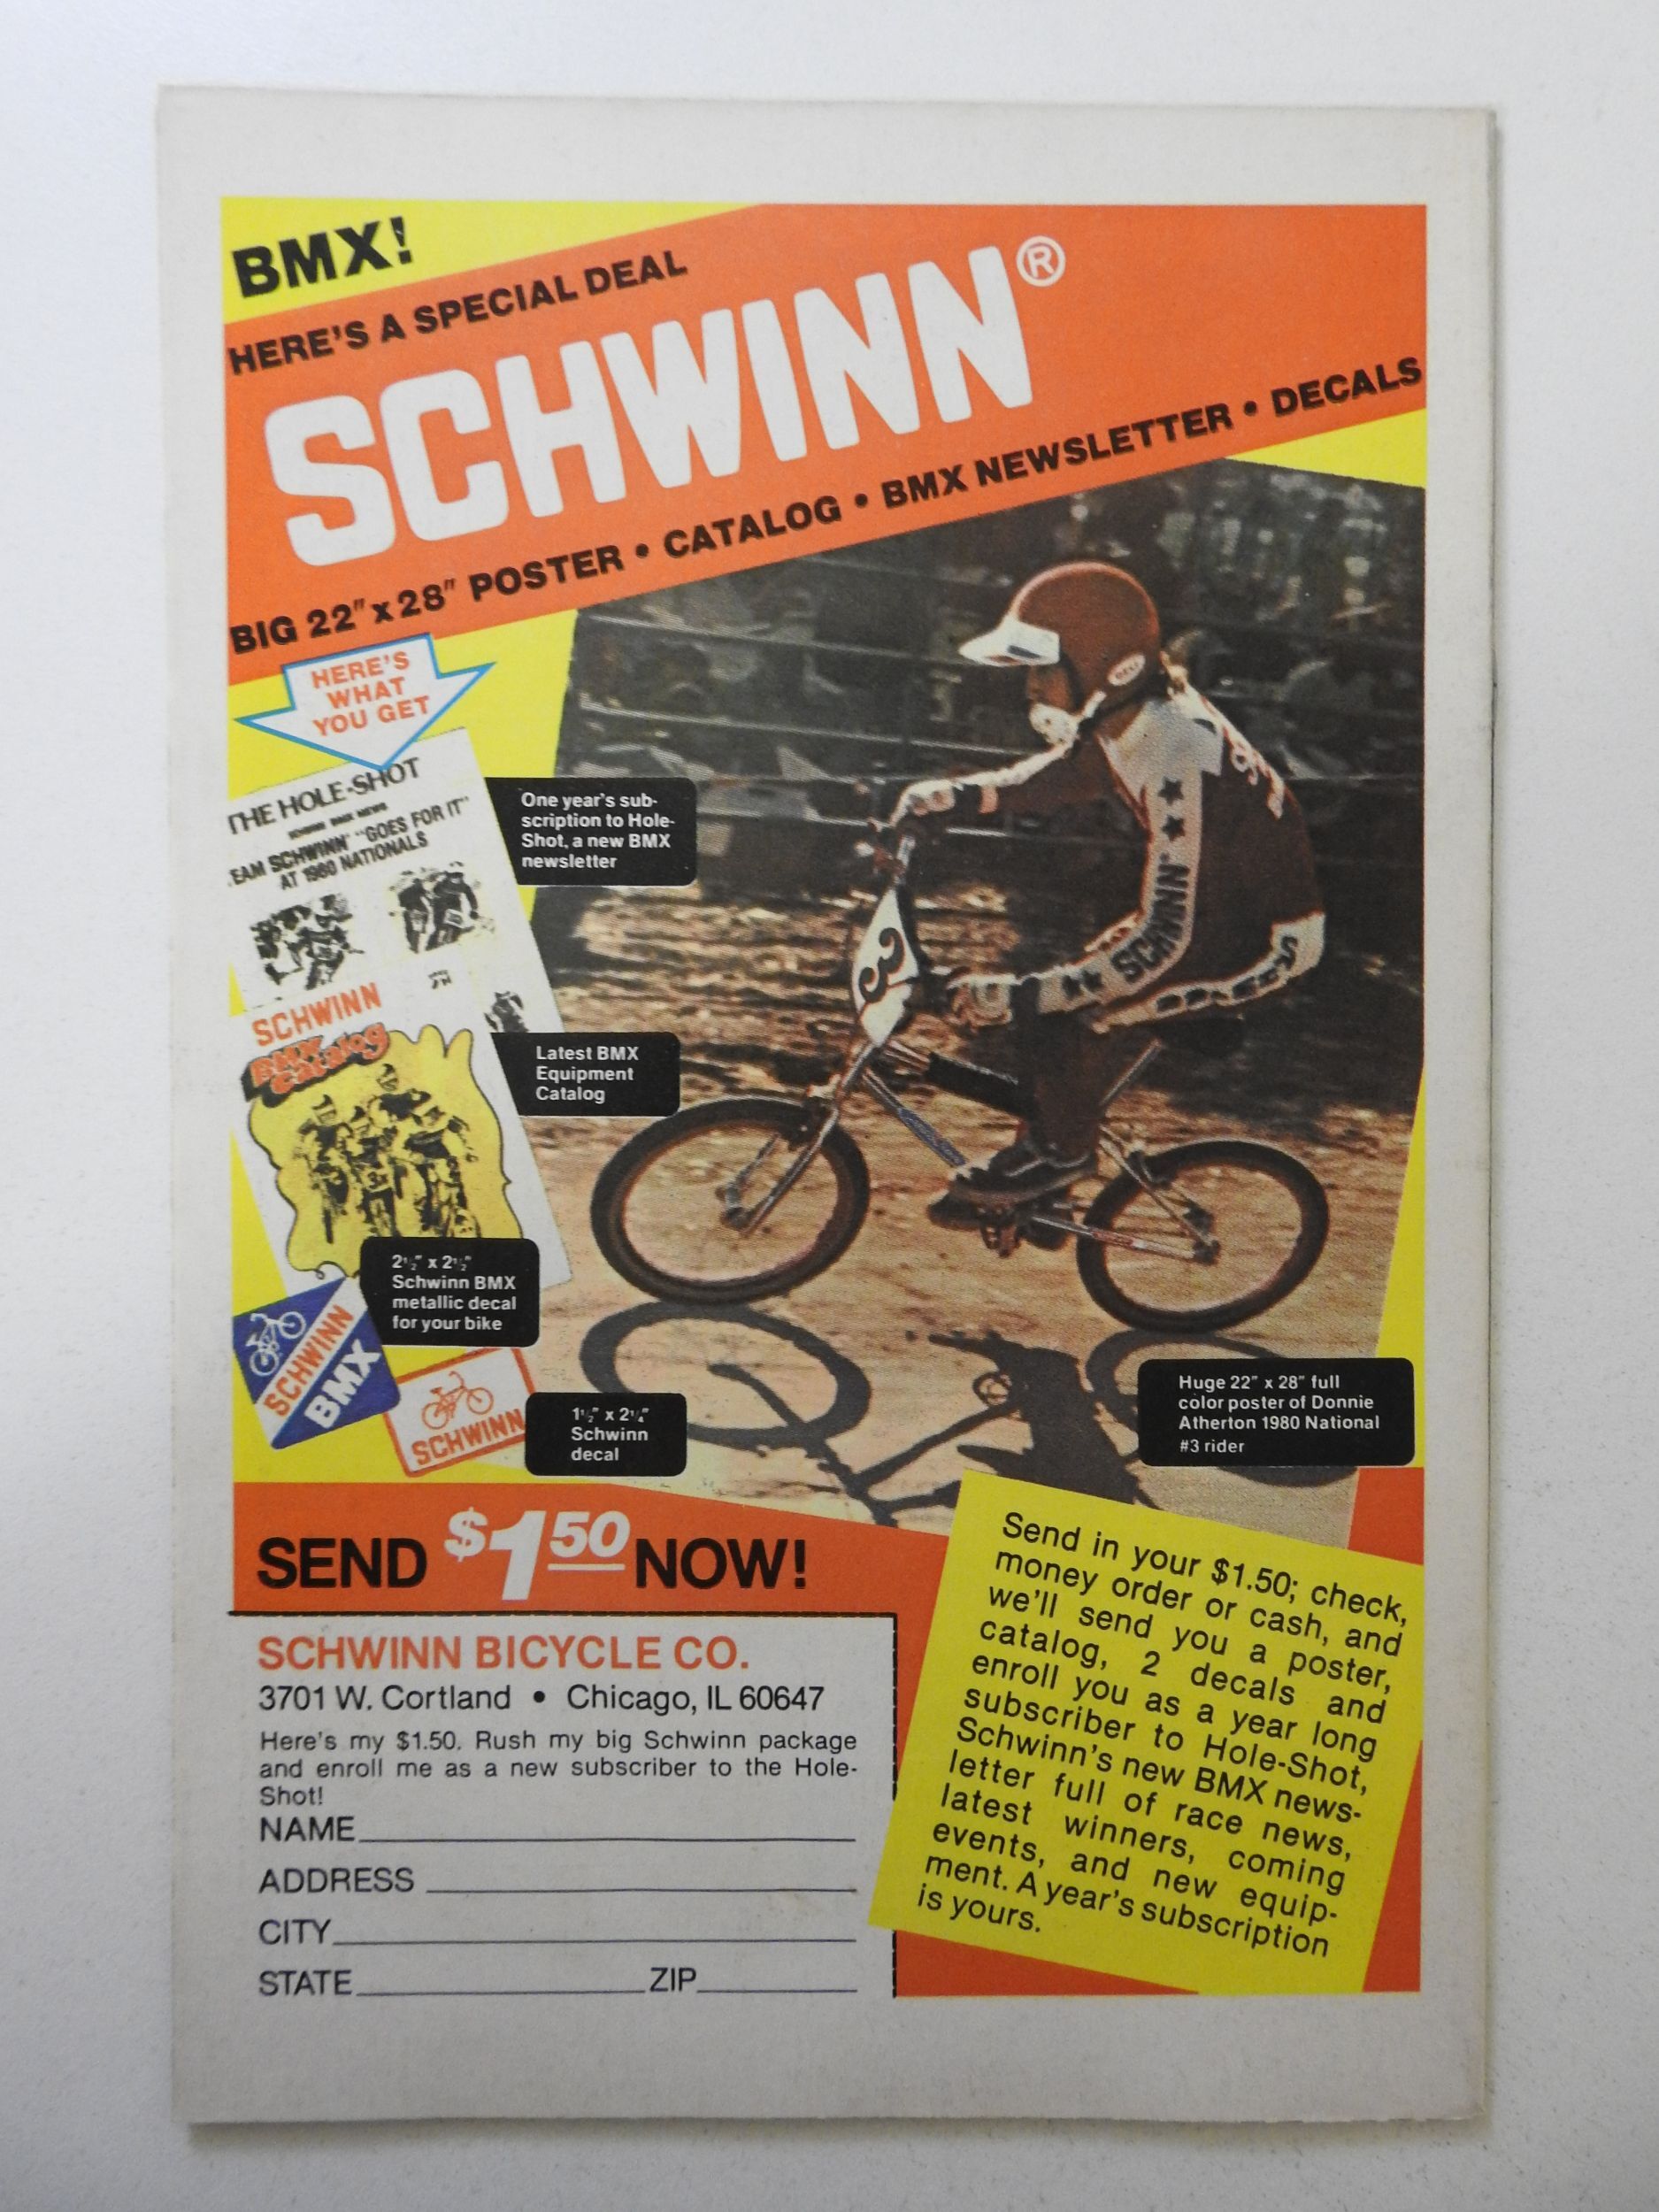 BMX!
HERE'S A SPECIAL DEAL
SCHWINN®
BIG 22" x 28" POSTER • CATALOG • BMX NEWSLETTER • DECALS
HERE'S
WHAT
YOU GET
THE HOLE-SHOT
SCHWINN BMX NEWS
EAM SCHWINN "GOES FOR IT"
AT 1980 NATIONALS
One year's sub-
scription to Hole-
Shot, a new BMX
newsletter
SCHWINN
BMX
Catalog
Latest BMX
Equipment
Catalog
2½" x 2½"
Schwinn BMX
metallic decal
for your bike
SCHWINN
BMX
SCHWINN
1½" x 2¼"
Schwinn
decal
BELL
3
SCHWINN
Huge 22" x 28" full
color poster of Donnie
Atherton 1980 National
#3 rider
SEND $1.50 NOW!
SCHWINN BICYCLE CO.
3701 W. Cortland • Chicago, IL 60647
Here's my $1.50. Rush my big Schwinn package
and enroll me as a new subscriber to the Hole-
Shot!
NAME
ADDRESS
CITY
STATE ZIP
Send in your $1.50; check,
money order or cash, and
we'll send you a poster,
catalog, 2 decals and
enroll you as a year long
subscriber to Hole-Shot,
Schwinn's new BMX news-
letter full of race news,
latest winners, coming
events, and new equip-
ment. A year's subscription
is yours.